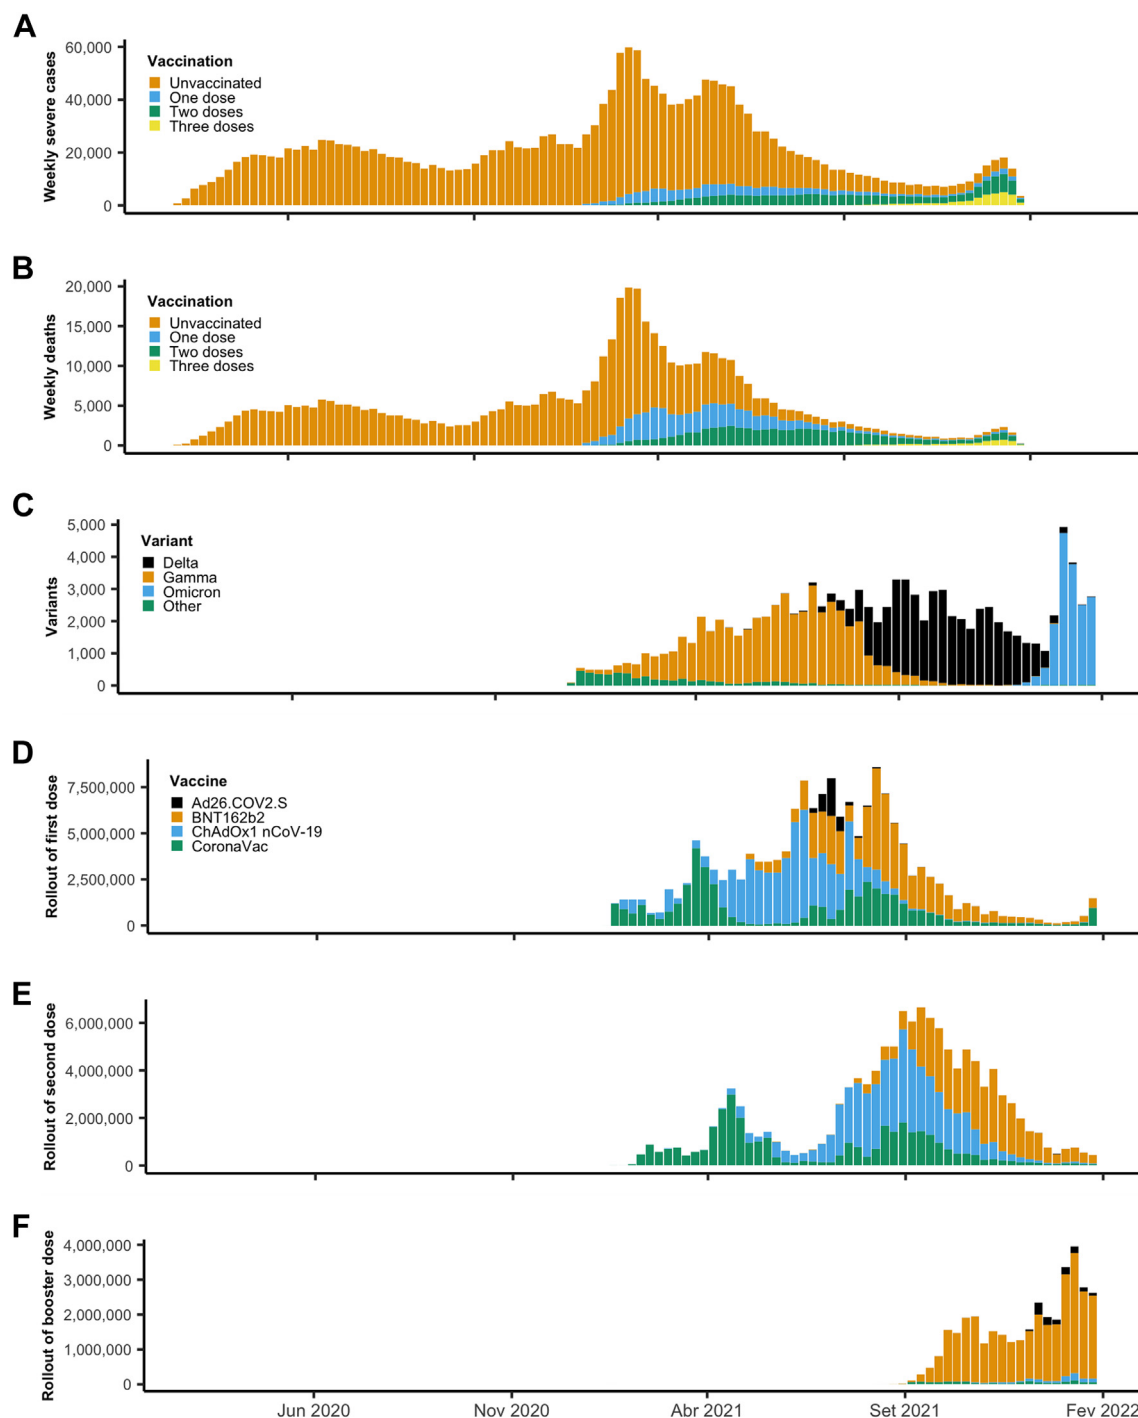 A
Weekly severe cases
60,000
40,000
20,000
0
Vaccination
Unvaccinated
One dose
Two doses
Three doses
B
Weekly deaths
20,000
15,000
10,000
5,000
0
Vaccination
Unvaccinated
One dose
Two doses
Three doses
C
Variants
5,000
4,000
3,000
2,000
1,000
0
Variant
Delta
Gamma
Omicron
Other
D
Rollout of first dose
7,500,000
5,000,000
2,500,000
0
Vaccine
Ad26.COV2.S
BNT162b2
ChAdOx1 nCoV-19
CoronaVac
E
Rollout of second dose
6,000,000
4,000,000
2,000,000
0
F
Rollout of booster dose
4,000,000
3,000,000
2,000,000
1,000,000
0
Jun 2020 Nov 2020 Abr 2021 Set 2021 Fev 2022